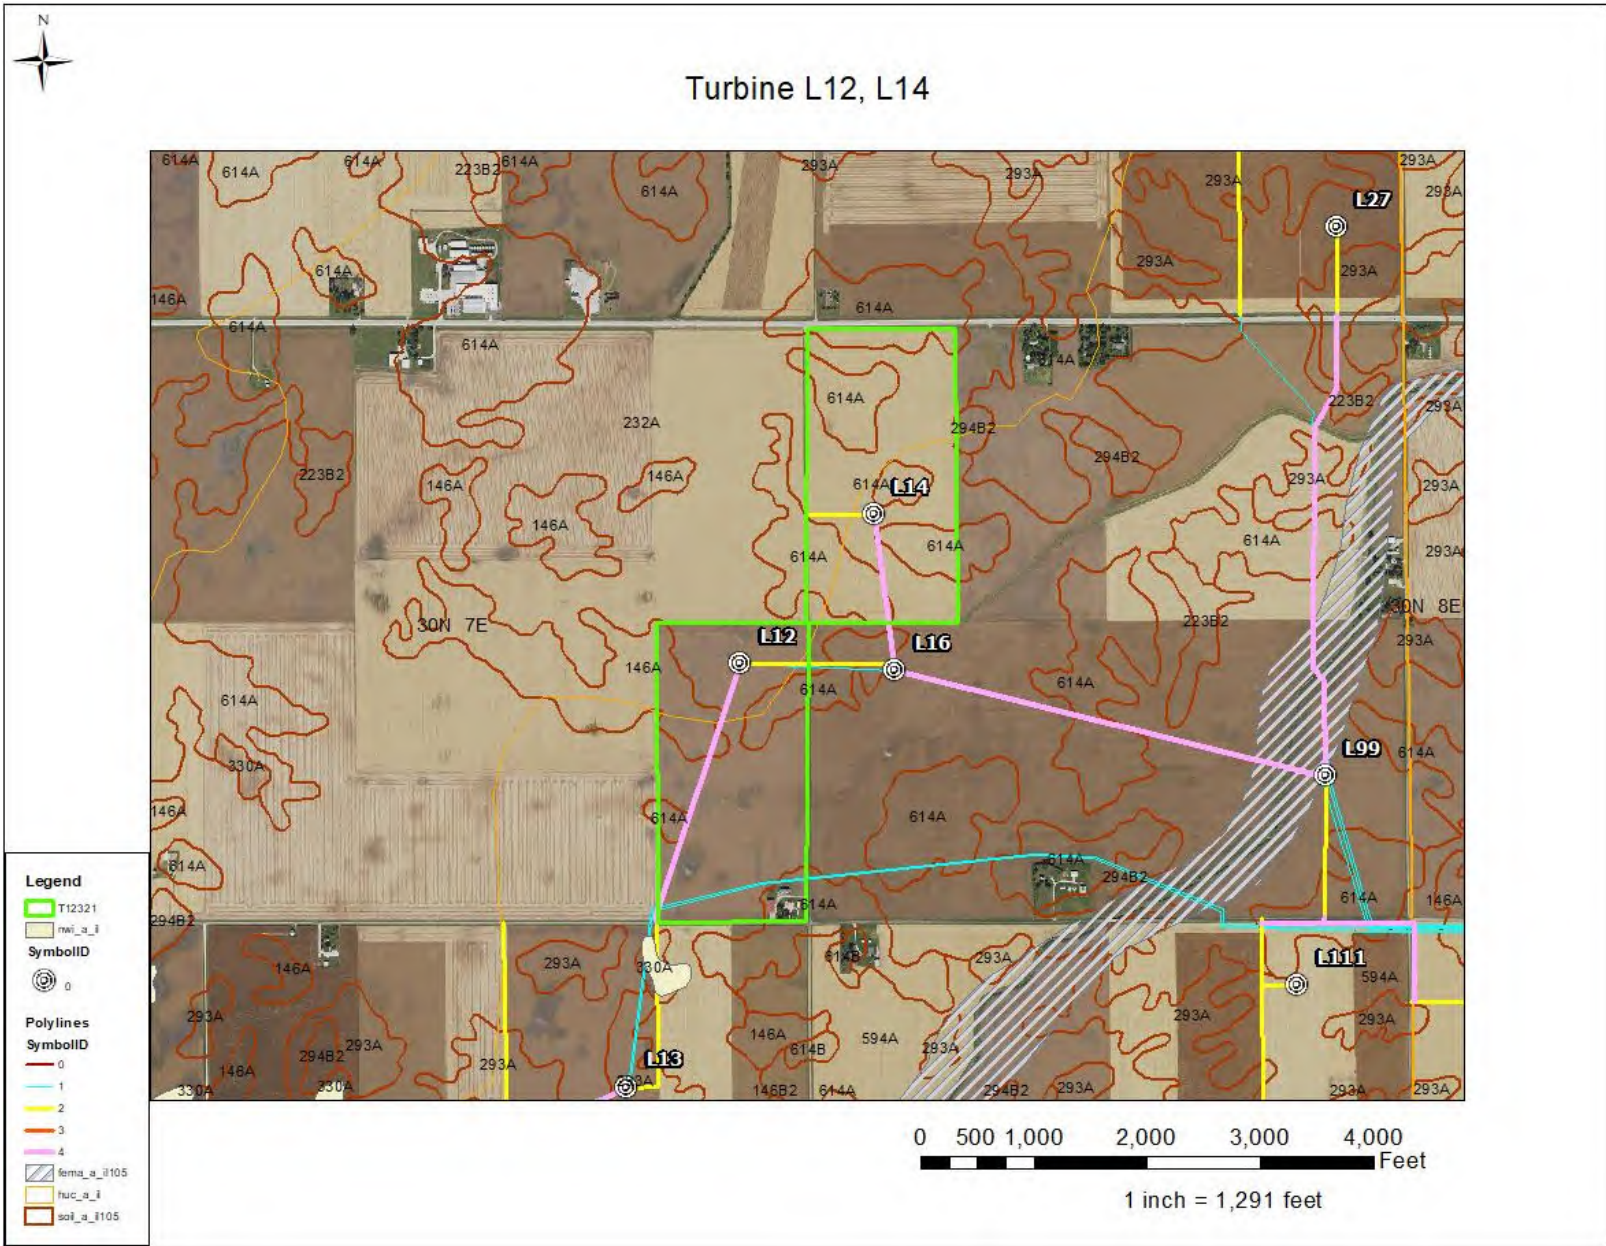 N
Turbine L12, L14
614A 614A 614A 223B2 614A 614A 293A 293A 293A 293A 293A
L27
614A 293A 293A
146A 614A 614A
614A 614A 14A
232A 614A 294B2 223B2 293A
223B2 146A 146A 294B2 293A 293A
614A L14
146A 614A 614A 614A 293A
30N 7E 223B2 30N 8E
L12 L16 293A
146A 614A 614A
614A
330A L99 614A
146A 614A 614A
614A 614A 294B2
294B2 614A 614A 146A
146A 293A 330A 614B 293A L111 594A
293A 293A 293A
294B2 293A 293A 146A 614B 594A 293A
146A L13
330A 330A 293A 146B2 614A 294B2 293A 293A 293A
Legend
T12321
nwi_a_il
SymbolID
0
Polylines
SymbolID
0
1
2
3
4
fema_a_il105
huc_a_il
soil_a_il105
0 500 1,000 2,000 3,000 4,000
Feet
1 inch = 1,291 feet